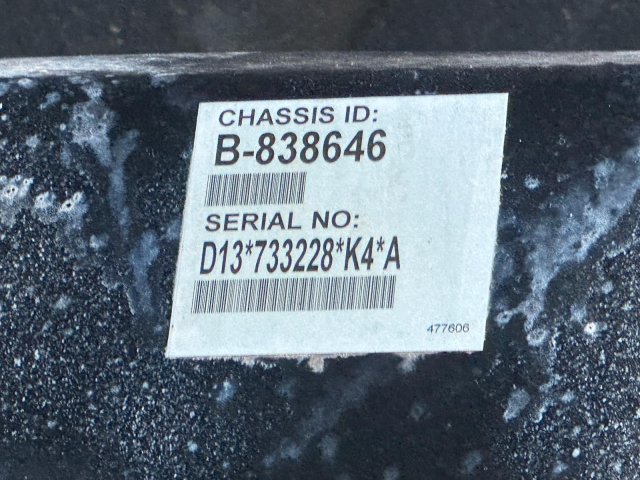 CHASSIS ID:
B-838646
SERIAL NO:
D13*733228*K4*A
477606